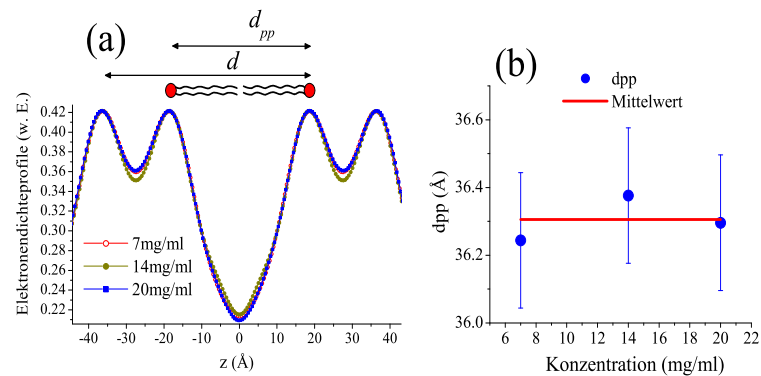 (a)
d_pp
d
Elektronendichteprofile (w. E.)
0.42
0.40
0.38
0.36
0.34
0.32
0.30
0.28
0.26
0.24
0.22
7mg/ml
14mg/ml
20mg/ml
-40 -30 -20 -10 0 10 20 30 40
z (Å)
(b)
dpp
Mittelwert
dpp (Å)
36.6
36.4
36.2
36.0
6 8 10 12 14 16 18 20 22
Konzentration (mg/ml)